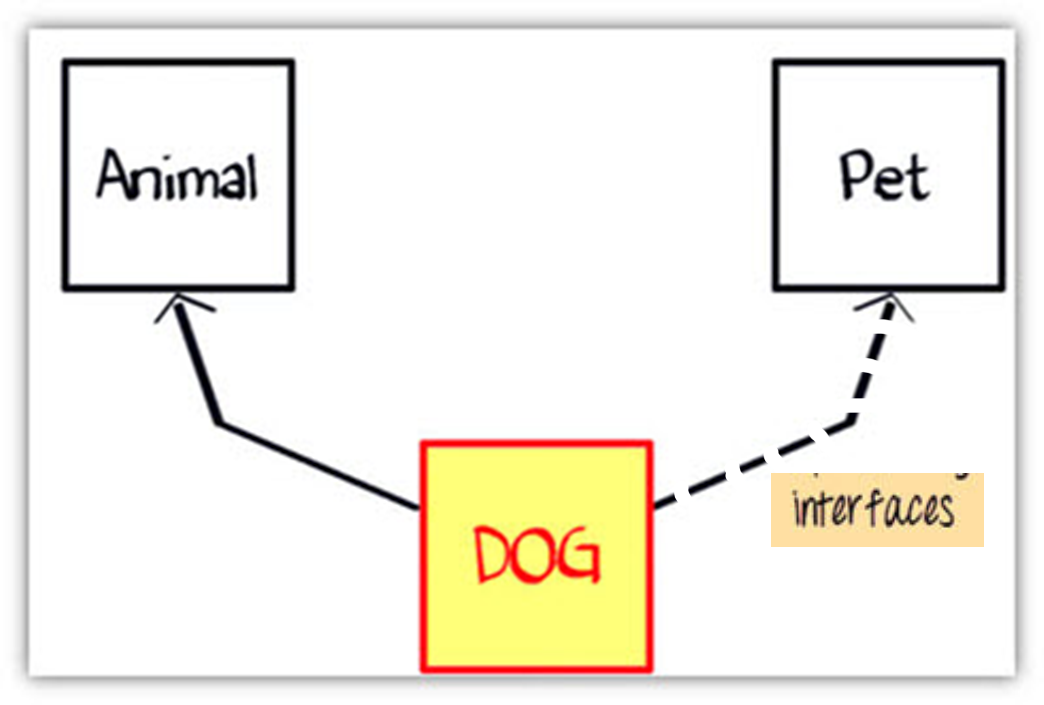 Animal
Pet
DOG
interfaces